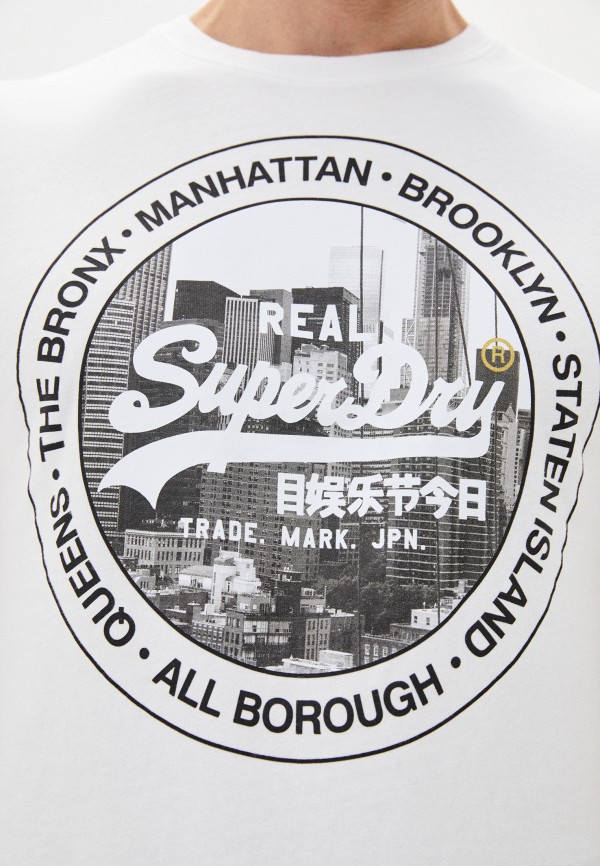 THE BRONX • MANHATTAN • BROOKLYN • STATEN ISLAND • ALL BOROUGH • QUEENS •
REAL
SuperDry ®
目娱乐节今日
TRADE. MARK. JPN.